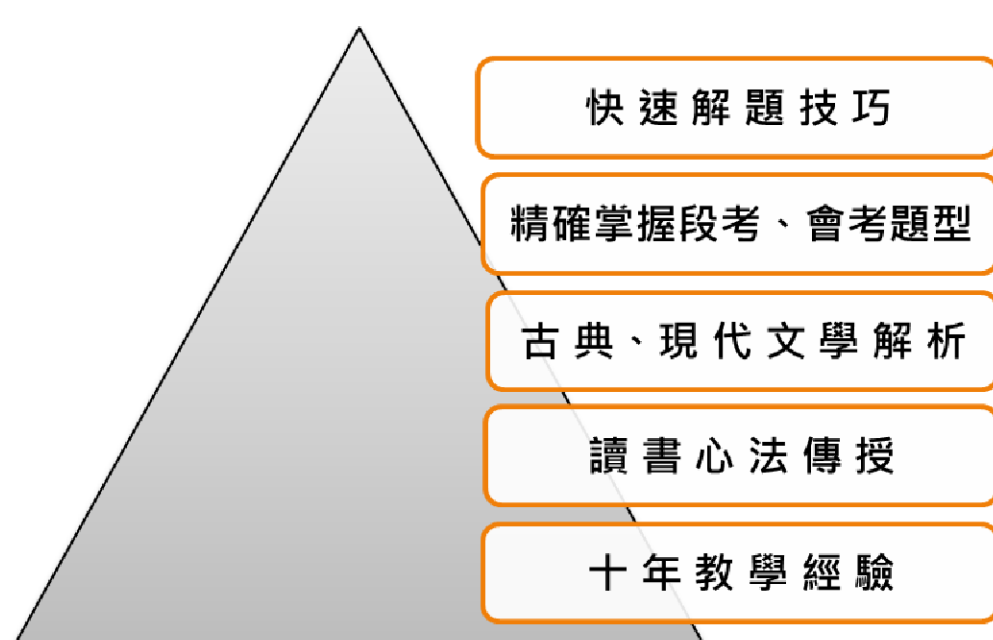 快速解題技巧
精確掌握段考、會考題型
古典、現代文學解析
讀書心法傳授
十年教學經驗